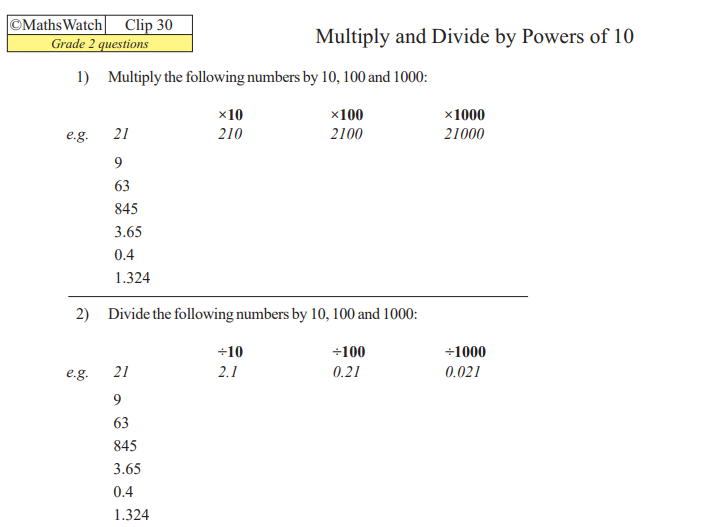 ©MathsWatch Clip 30
Grade 2 questions
Multiply and Divide by Powers of 10
1) Multiply the following numbers by 10, 100 and 1000:
×10 ×100 ×1000
e.g. 21 210 2100 21000
9
63
845
3.65
0.4
1.324
2) Divide the following numbers by 10, 100 and 1000:
÷10 ÷100 ÷1000
e.g. 21 2.1 0.21 0.021
9
63
845
3.65
0.4
1.324